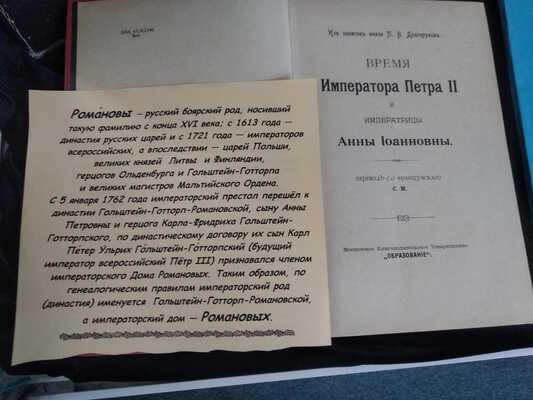 Романовы – русский боярский род, носивший
такую фамилию с конца XVI века; с 1613 года –
династия русских царей и с 1721 года – императоров
всероссийских, а впоследствии – царей Польши,
великих князей Литвы и Финляндии,
герцогов Ольденбурга и Гольштейн-Готторпа
и великих магистров Мальтийского Ордена.
С 5 января 1762 года императорский престол перешёл к
династии Гольштейн-Готторп-Романовской, сыну Анны
Петровны и герцога Карла-Фридриха Гольштейн-
Готторпского, по династическому договору их сын Карл
Петер Ульрих Гольштейн-Готторпский (будущий
император всероссийский Пётр III) признавался членом
императорского Дома Романовых. Таким образом, по
генеалогическим правилам императорский род
(династия) именуется Гольштейн-Готторп-Романовской,
а императорский дом – Романовых.
Изъ записокъ князя П. В. Долгорукова.
ВРЕМЯ
Императора Петра II
и
ИМПЕРАТРИЦЫ
Анны Іоанновны.
переводъ съ французскаго
С. М.
Московское Книгоиздательское Товарищество
„ОБРАЗОВАНІЕ“.